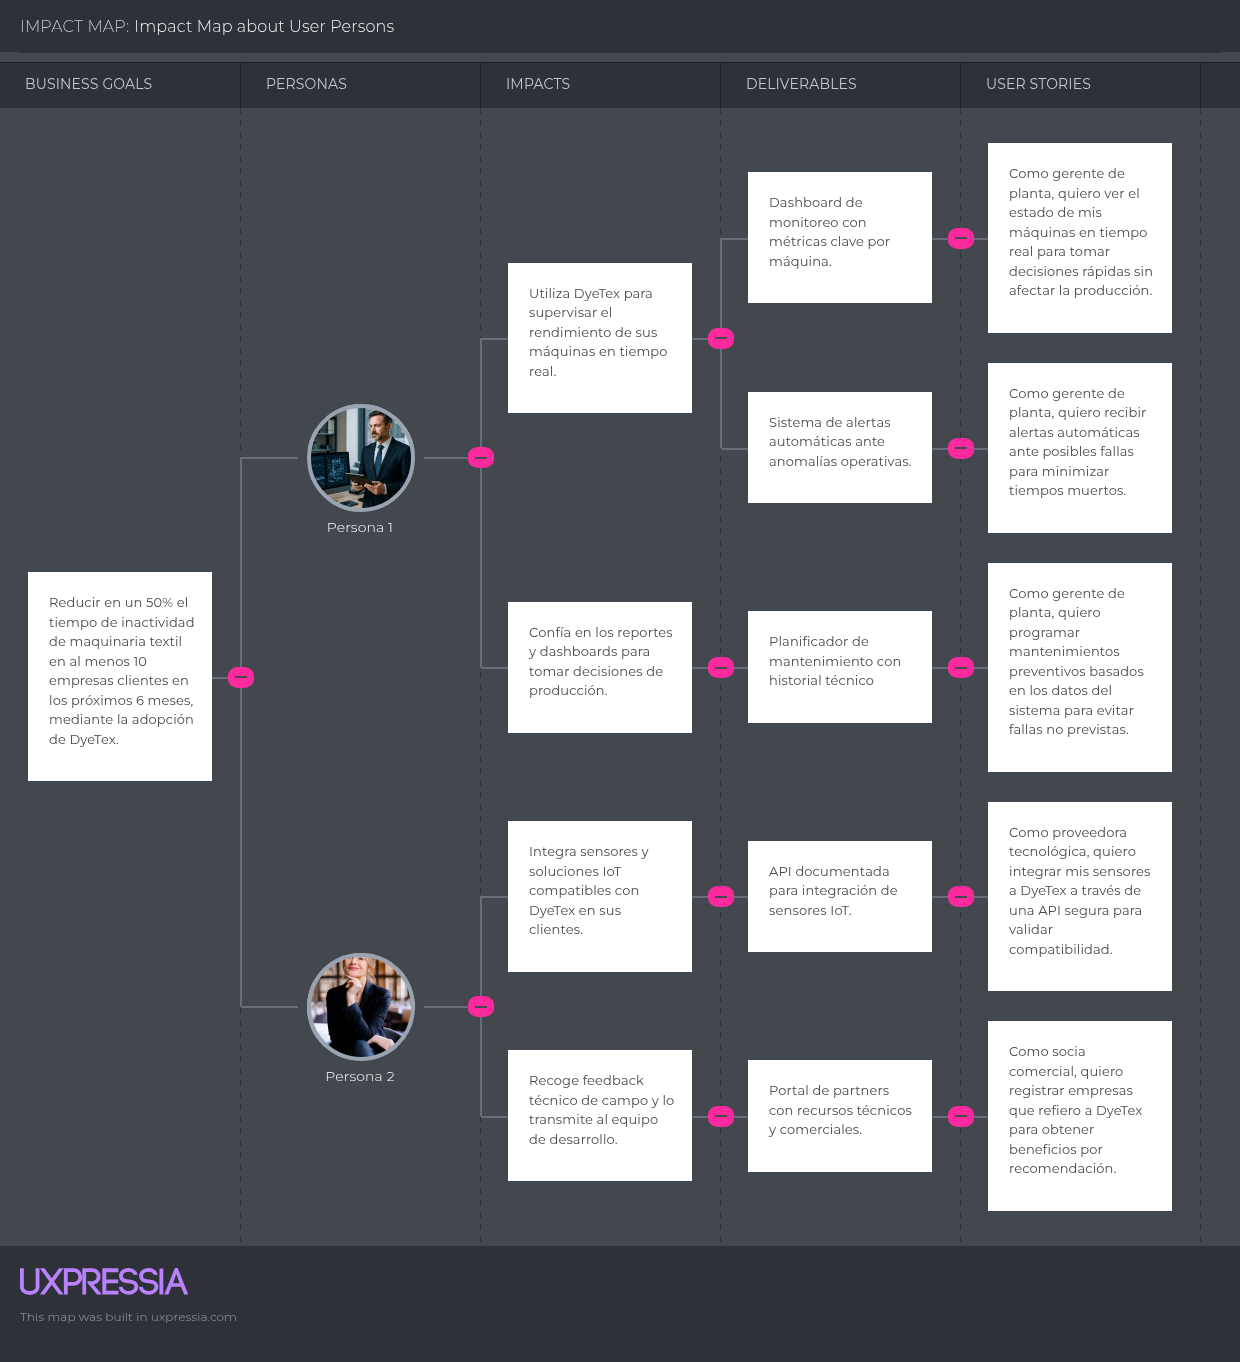 IMPACT MAP: Impact Map about User Persons
BUSINESS GOALS
PERSONAS
IMPACTS
DELIVERABLES
USER STORIES
Reducir en un 50% el
tiempo de inactividad
de maquinaria textil
en al menos 10
empresas clientes en
los próximos 6 meses,
mediante la adopción
de DyeTex.
Persona 1
Utiliza DyeTex para
supervisar el
rendimiento de sus
máquinas en tiempo
real.
Dashboard de
monitoreo con
métricas clave por
máquina.
Como gerente de
planta, quiero ver el
estado de mis
máquinas en tiempo
real para tomar
decisiones rápidas sin
afectar la producción.
Sistema de alertas
automáticas ante
anomalías operativas.
Como gerente de
planta, quiero recibir
alertas automáticas
ante posibles fallas
para minimizar
tiempos muertos.
Confía en los reportes
y dashboards para
tomar decisiones de
producción.
Planificador de
mantenimiento con
historial técnico
Como gerente de
planta, quiero
programar
mantenimientos
preventivos basados
en los datos del
sistema para evitar
fallas no previstas.
Persona 2
Integra sensores y
soluciones IoT
compatibles con
DyeTex en sus
clientes.
API documentada
para integración de
sensores IoT.
Como proveedora
tecnológica, quiero
integrar mis sensores
a DyeTex a través de
una API segura para
validar
compatibilidad.
Recoge feedback
técnico de campo y lo
transmite al equipo
de desarrollo.
Portal de partners
con recursos técnicos
y comerciales.
Como socia
comercial, quiero
registrar empresas
que refiero a DyeTex
para obtener
beneficios por
recomendación.
UXPRESSIA
This map was built in uxpressia.com